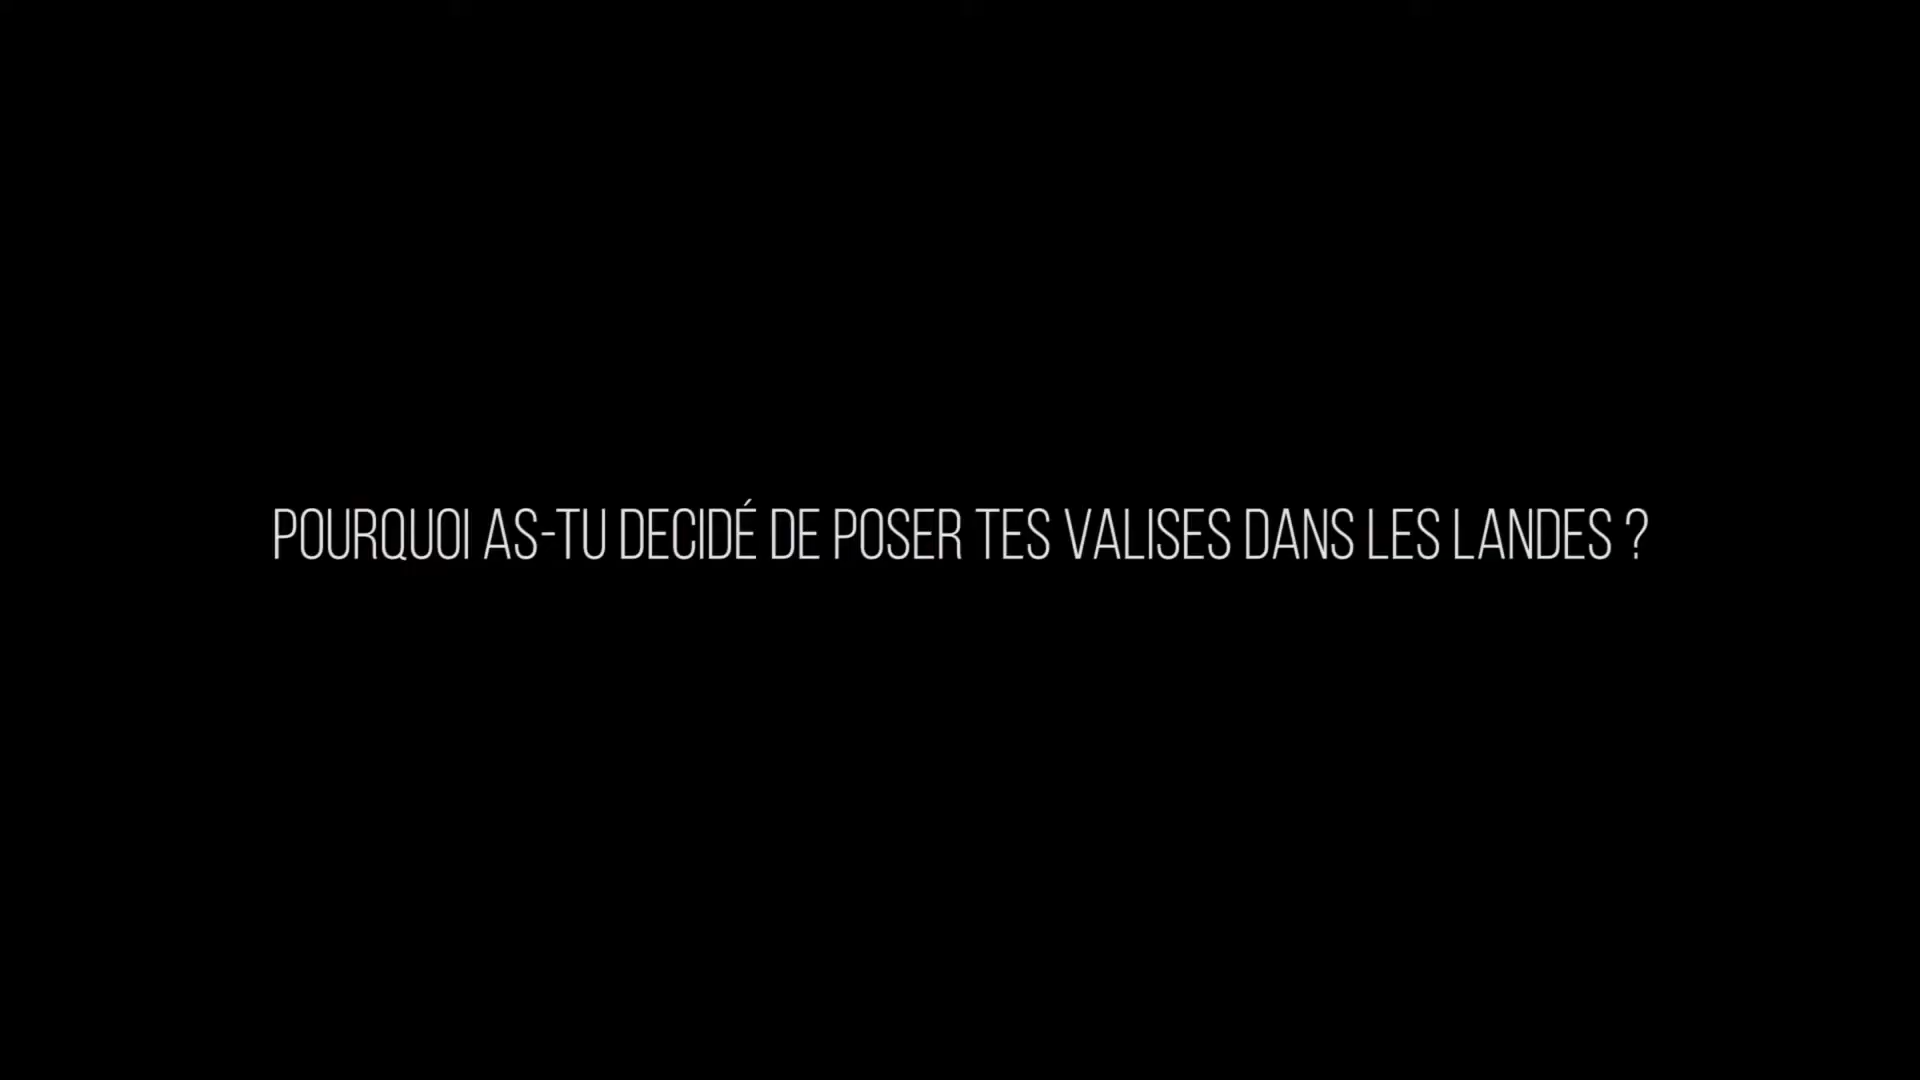 POURQUOI AS-TU DECIDÉ DE POSER TES VALISES DANS LES LANDES ?